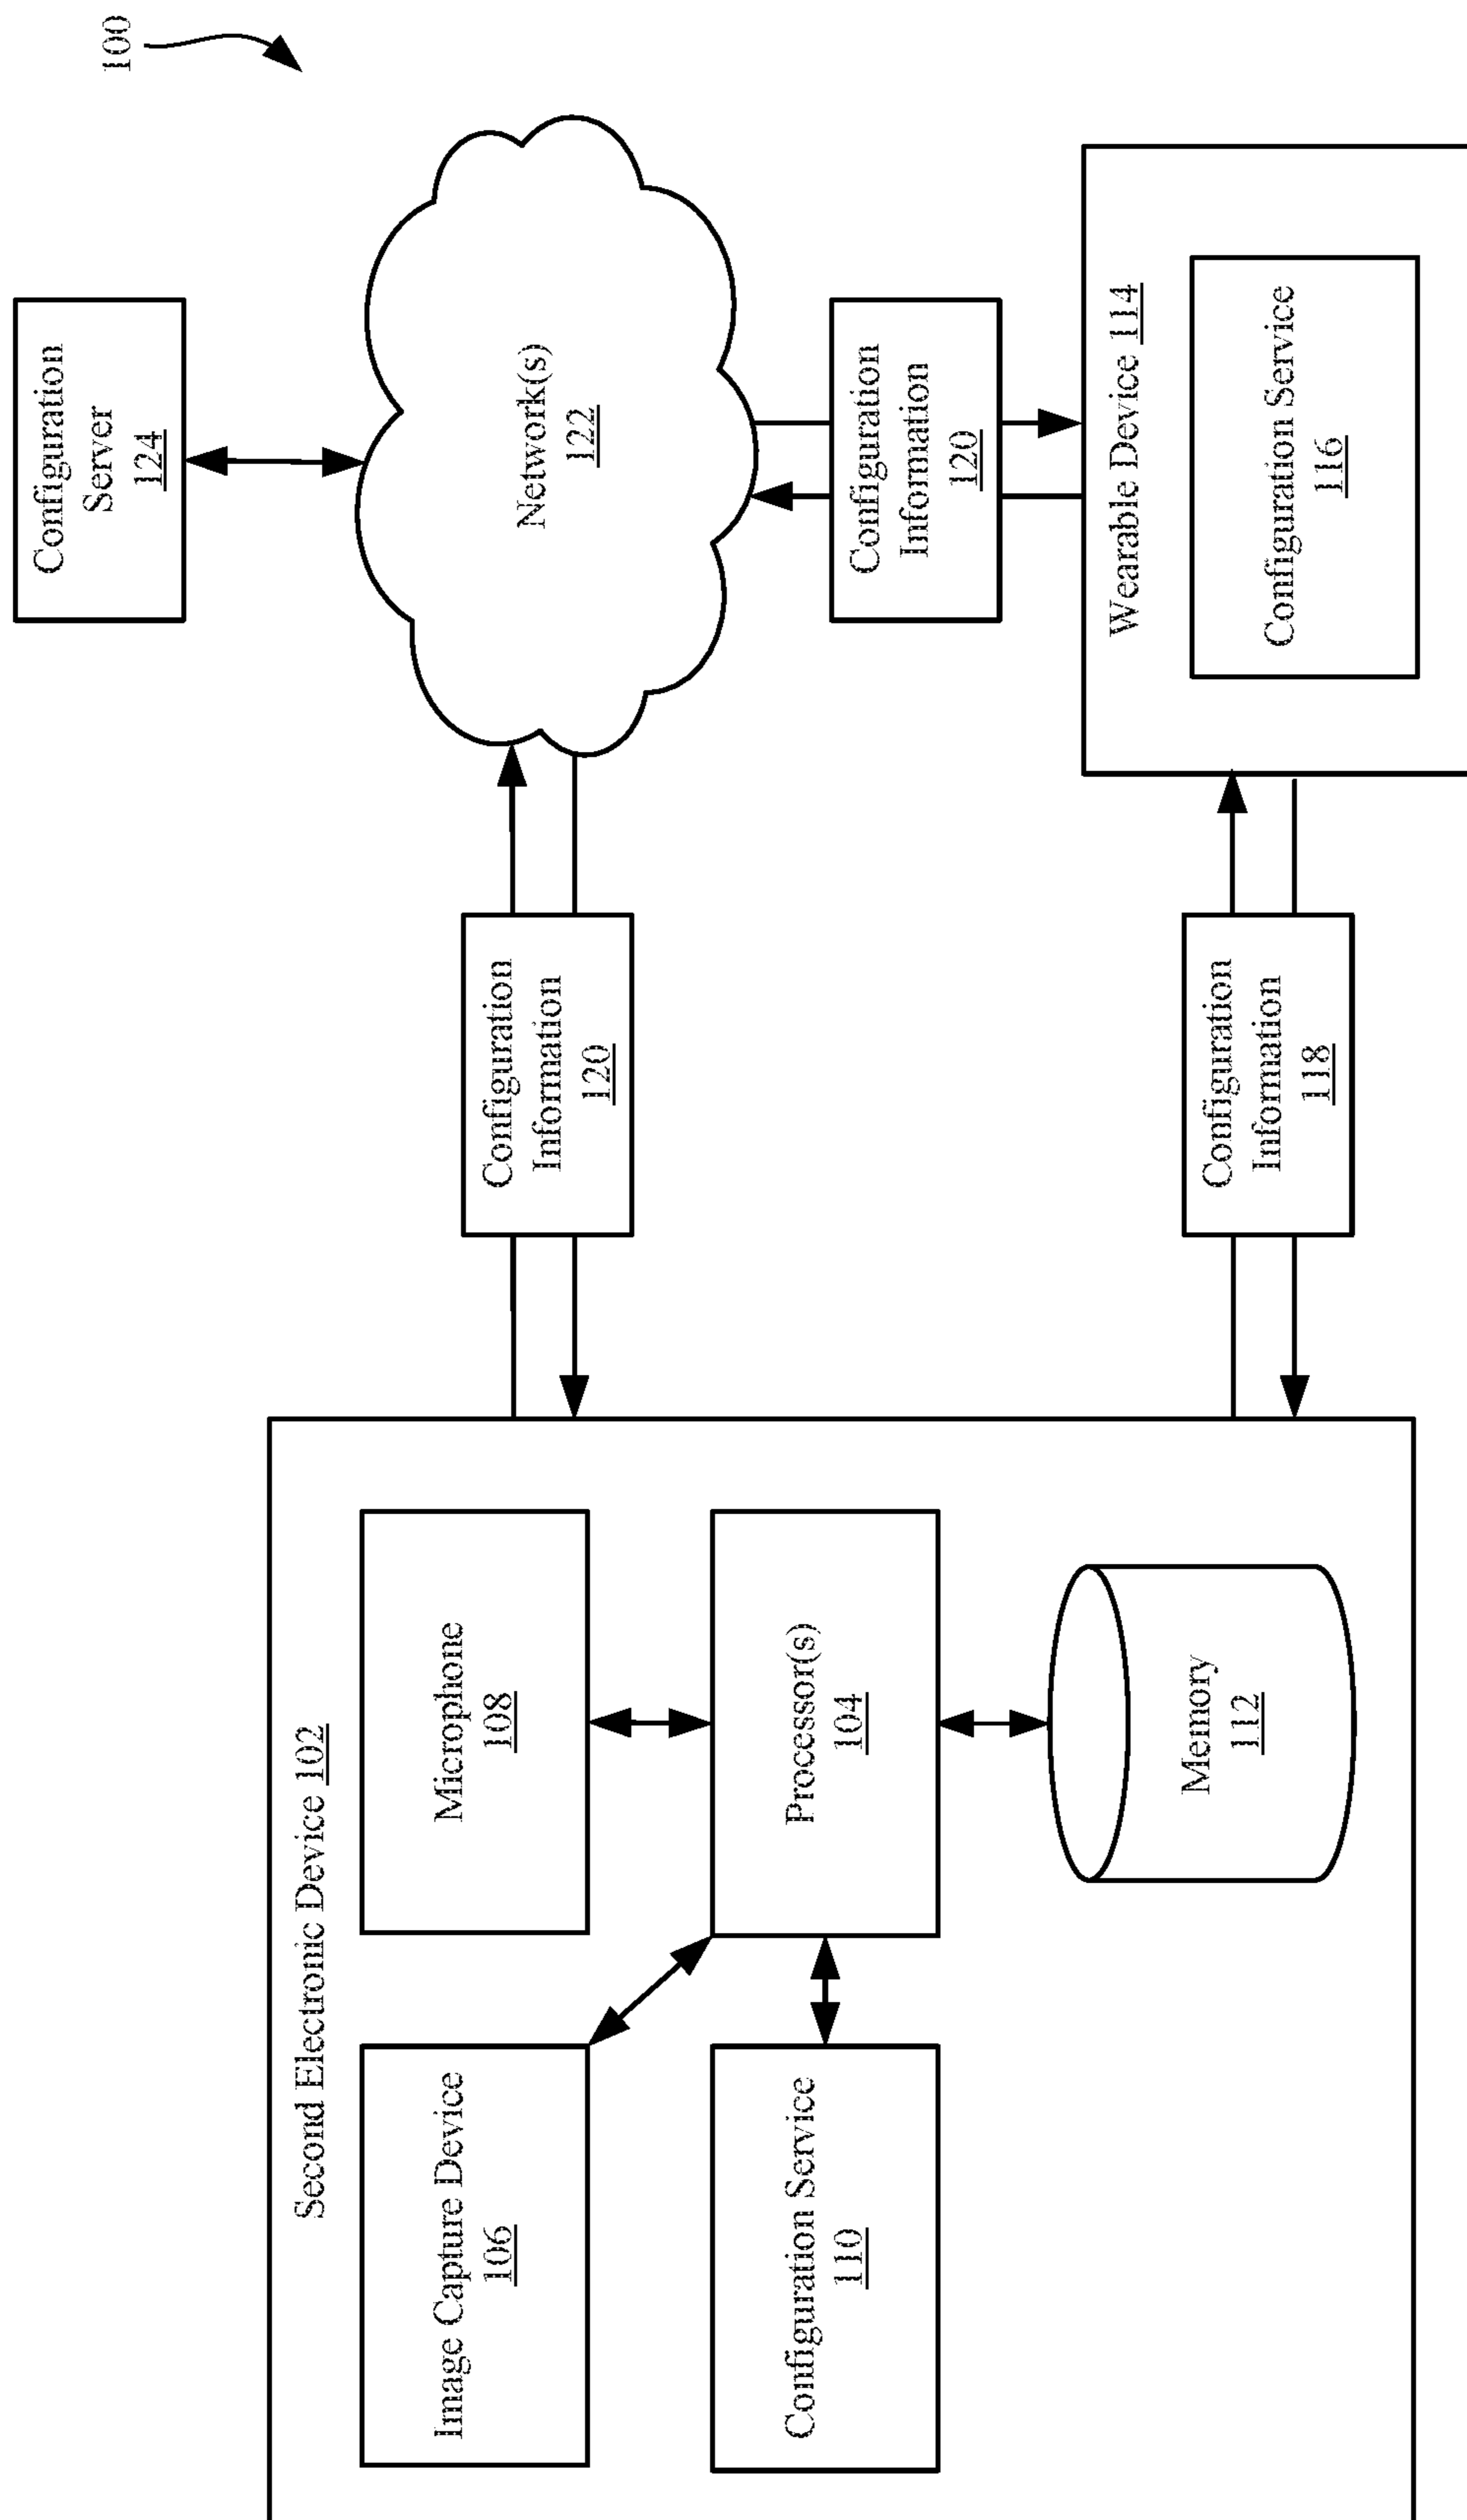 100
Second Electronic Device 102
Image Capture Device
106
Microphone
108
Configuration Service
110
Processor(s)
104
Memory
112
Configuration
Information
120
Configuration
Information
118
Configuration
Server
124
Network(s)
122
Configuration
Information
120
Wearable Device 114
Configuration Service
116